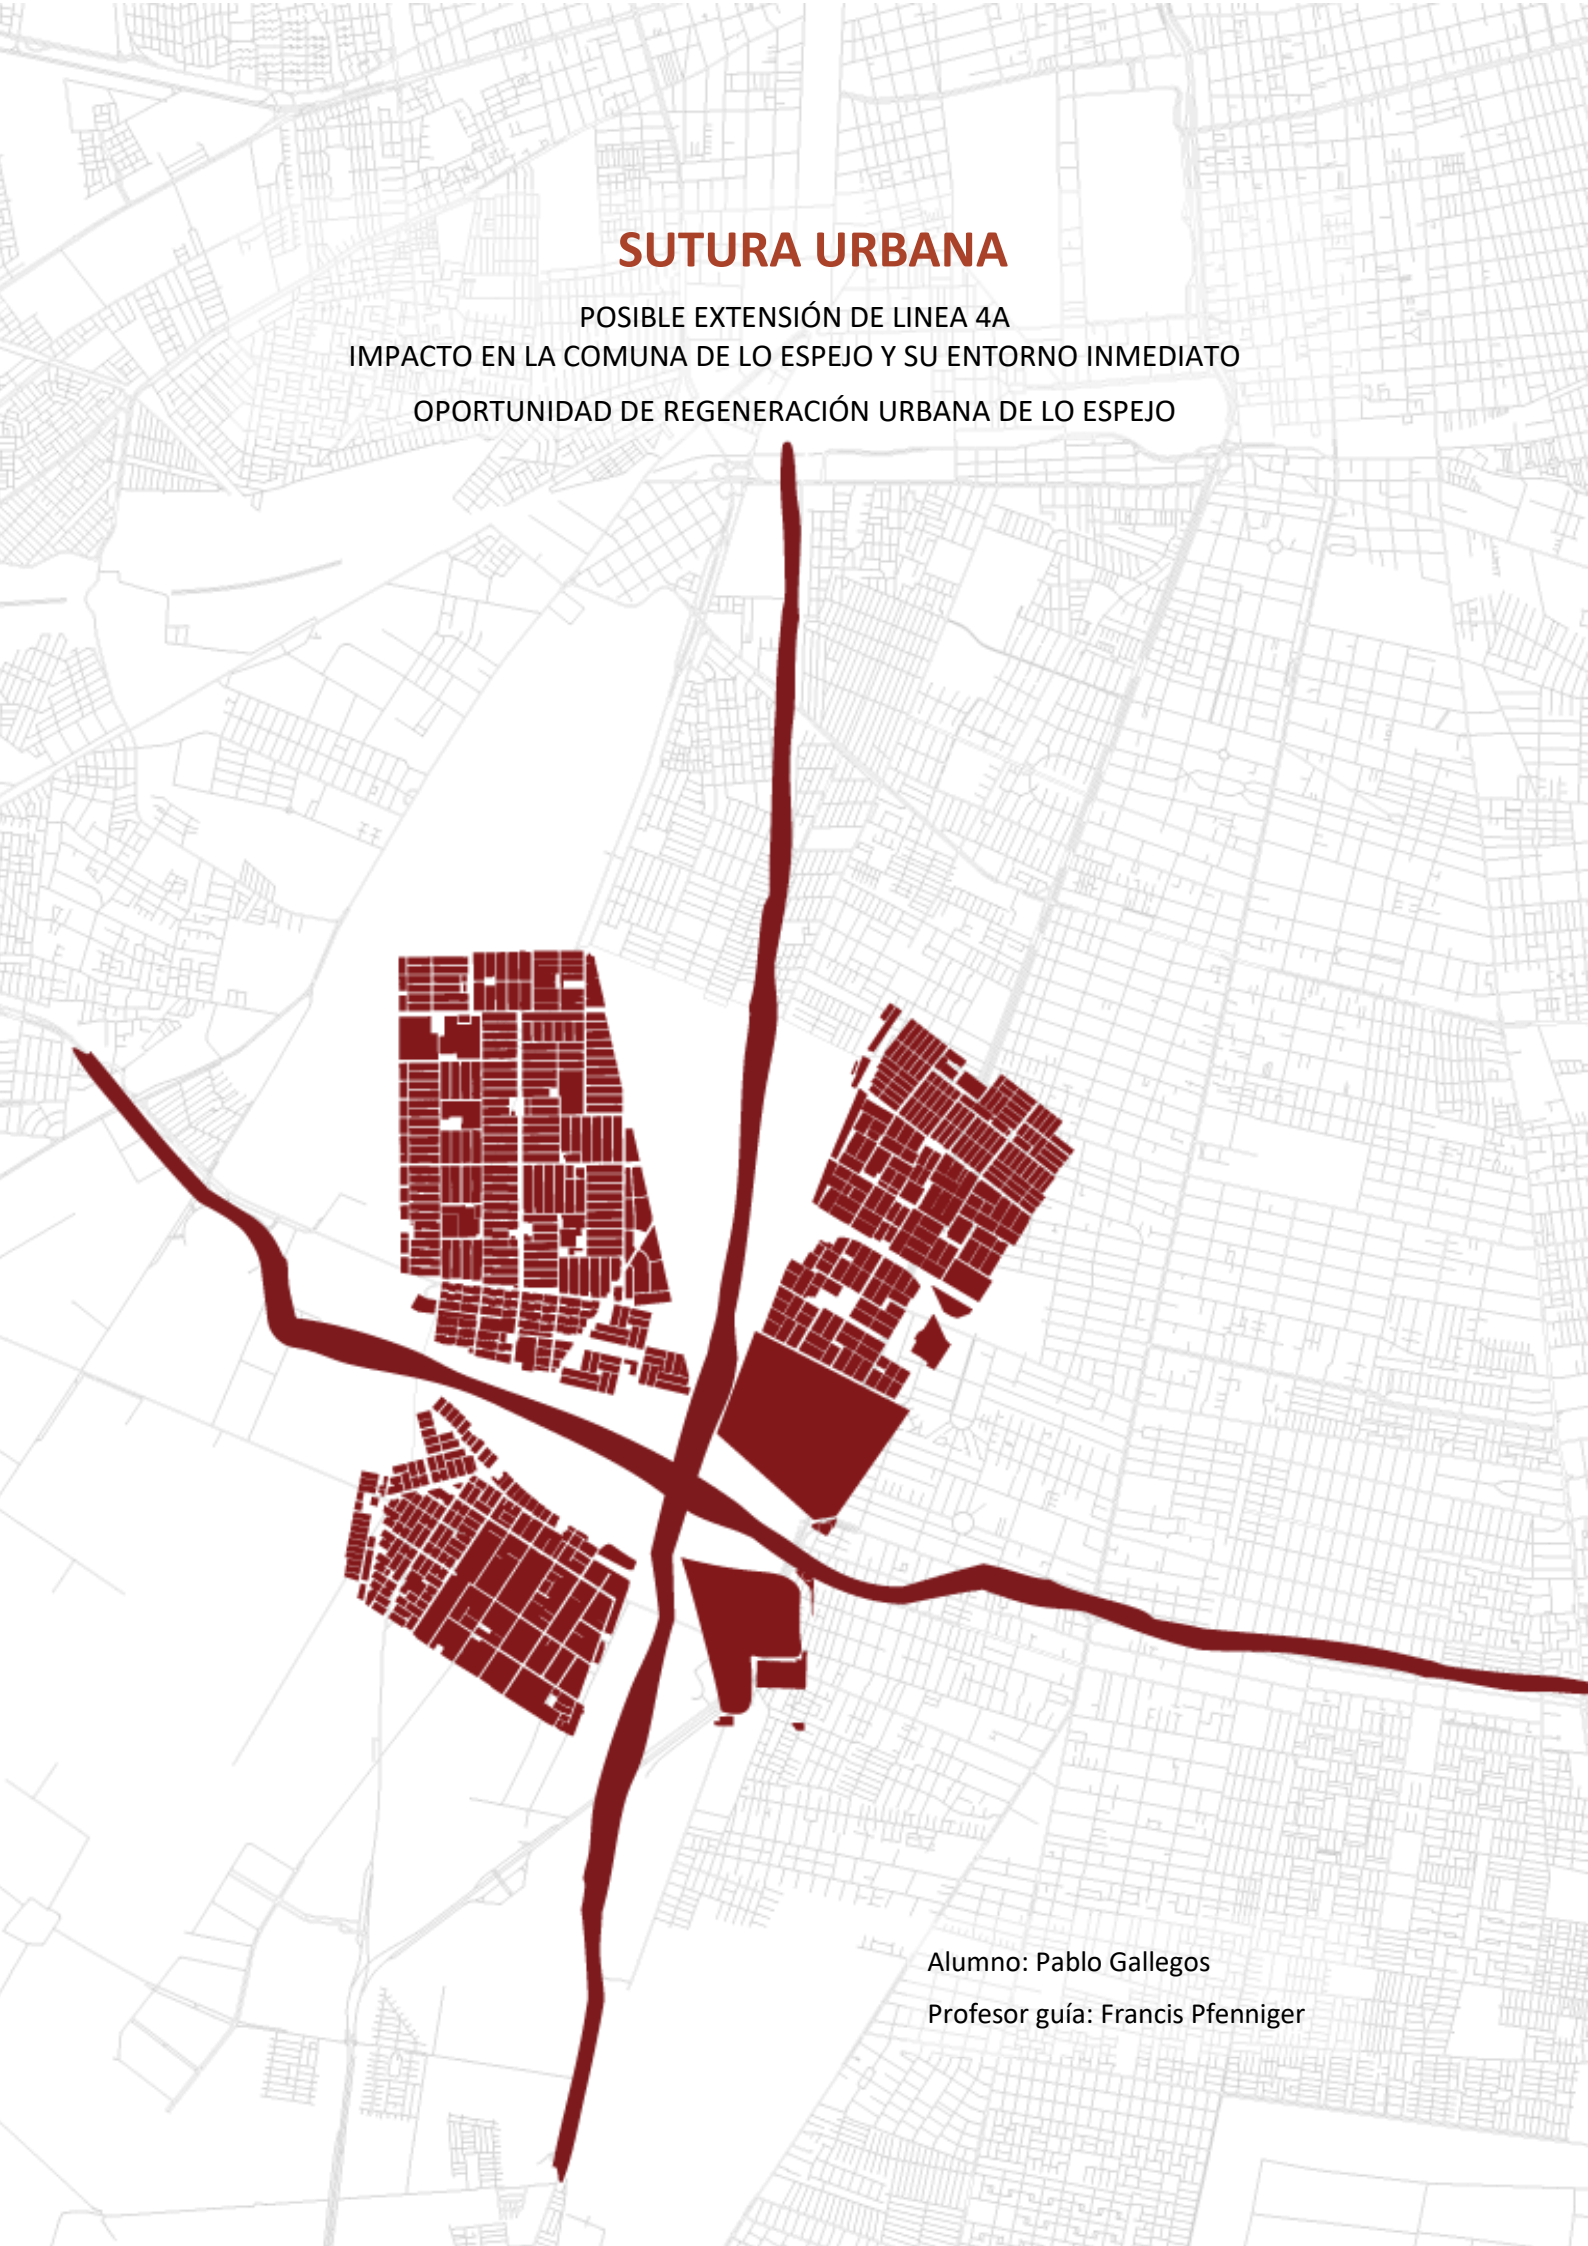 SUTURA URBANA
POSIBLE EXTENSIÓN DE LINEA 4A
IMPACTO EN LA COMUNA DE LO ESPEJO Y SU ENTORNO INMEDIATO
OPORTUNIDAD DE REGENERACIÓN URBANA DE LO ESPEJO
Alumno: Pablo Gallegos
Profesor guía: Francis Pfenniger